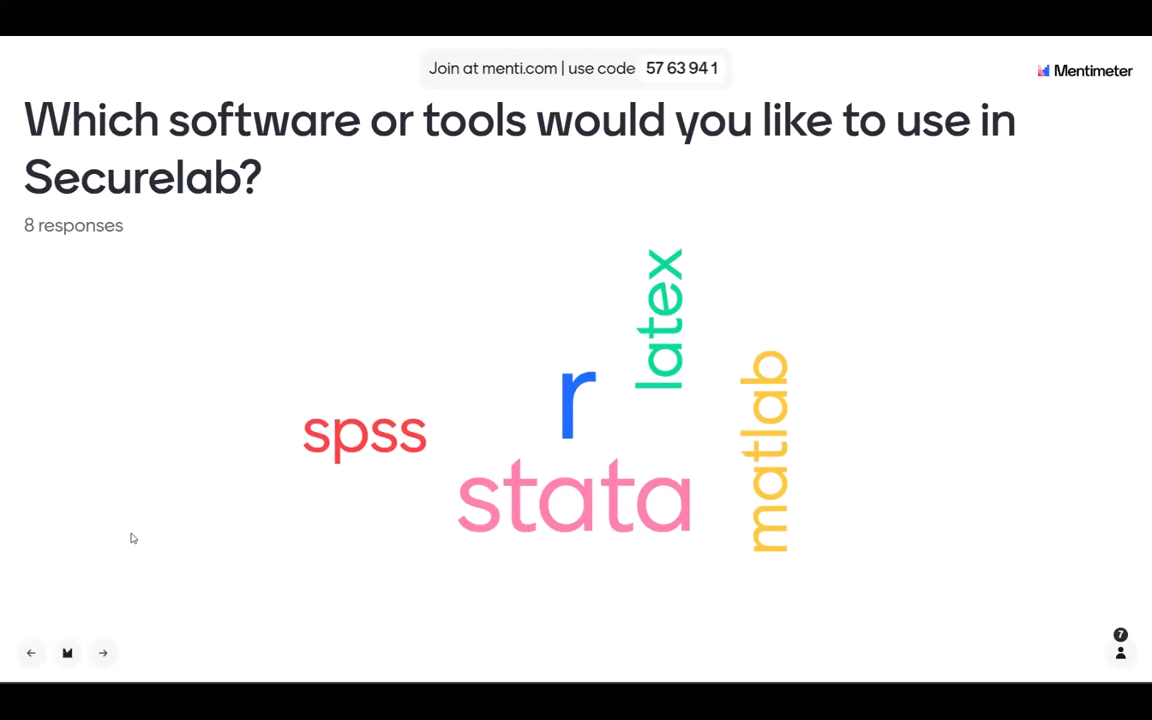 Join at menti.com | use code 57 63 94 1
Mentimeter
Which software or tools would you like to use in
Securelab?
8 responses
latex
r
matlab
spss
stata
7